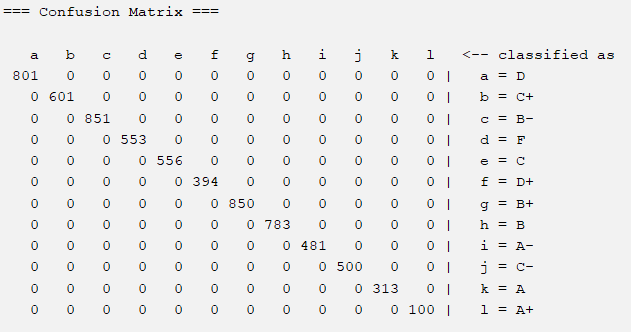 === Confusion Matrix ===
   a   b   c   d   e   f   g   h   i   j   k   l   <-- classified as
 801   0   0   0   0   0   0   0   0   0   0   0 |   a = D
   0 601   0   0   0   0   0   0   0   0   0   0 |   b = C+
   0   0 851   0   0   0   0   0   0   0   0   0 |   c = B-
   0   0   0 553   0   0   0   0   0   0   0   0 |   d = F
   0   0   0   0 556   0   0   0   0   0   0   0 |   e = C
   0   0   0   0   0 394   0   0   0   0   0   0 |   f = D+
   0   0   0   0   0   0 850   0   0   0   0   0 |   g = B+
   0   0   0   0   0   0   0 783   0   0   0   0 |   h = B
   0   0   0   0   0   0   0   0 481   0   0   0 |   i = A-
   0   0   0   0   0   0   0   0   0 500   0   0 |   j = C-
   0   0   0   0   0   0   0   0   0   0 313   0 |   k = A
   0   0   0   0   0   0   0   0   0   0   0 100 |   l = A+